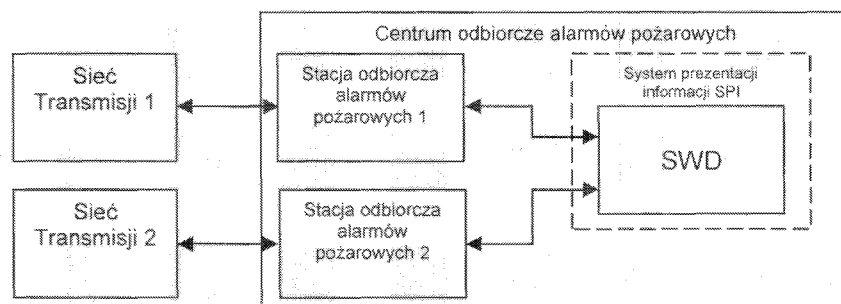 Centrum odbiorcze alarmów pożarowych
Sieć
Transmisji 1
Stacja odbiorcza
alarmów
pożarowych 1
System prezentacji
informacji SPI
SWD
Sieć
Transmisji 2
Stacja odbiorcza
alarmów
pożarowych 2